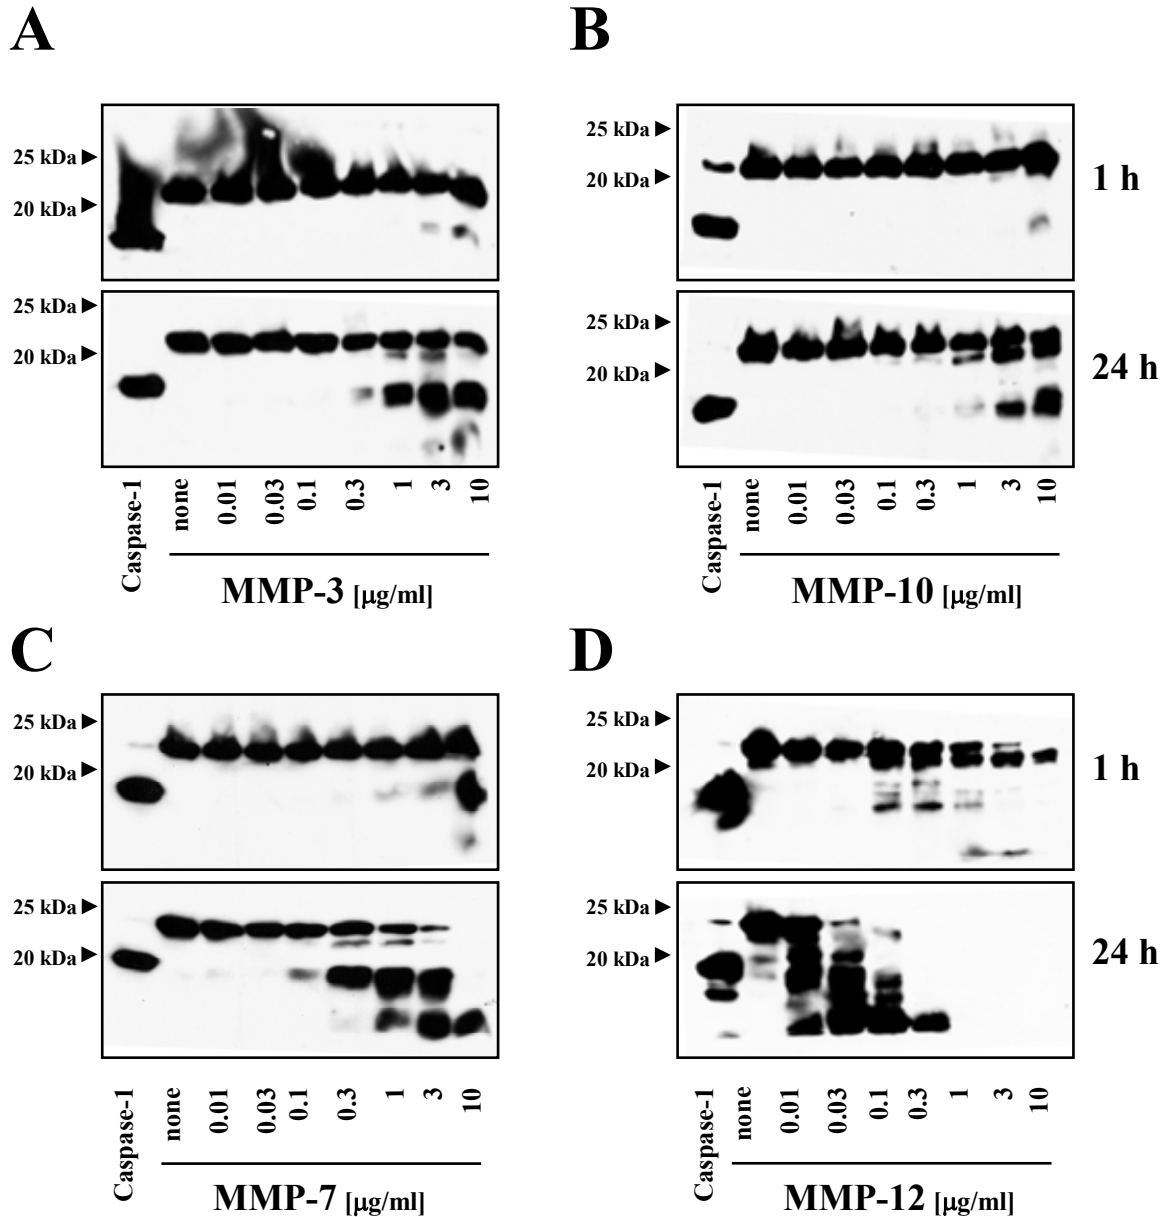 A
B
25 kDa
20 kDa
25 kDa
20 kDa
1 h
25 kDa
20 kDa
25 kDa
20 kDa
24 h
Caspase-1
none
0.01
0.03
0.1
0.3
1
3
10
MMP-3 [µg/ml]
Caspase-1
none
0.01
0.03
0.1
0.3
1
3
10
MMP-10 [µg/ml]
C
D
25 kDa
20 kDa
25 kDa
20 kDa
1 h
25 kDa
20 kDa
25 kDa
20 kDa
24 h
Caspase-1
none
0.01
0.03
0.1
0.3
1
3
10
MMP-7 [µg/ml]
Caspase-1
none
0.01
0.03
0.1
0.3
1
3
10
MMP-12 [µg/ml]